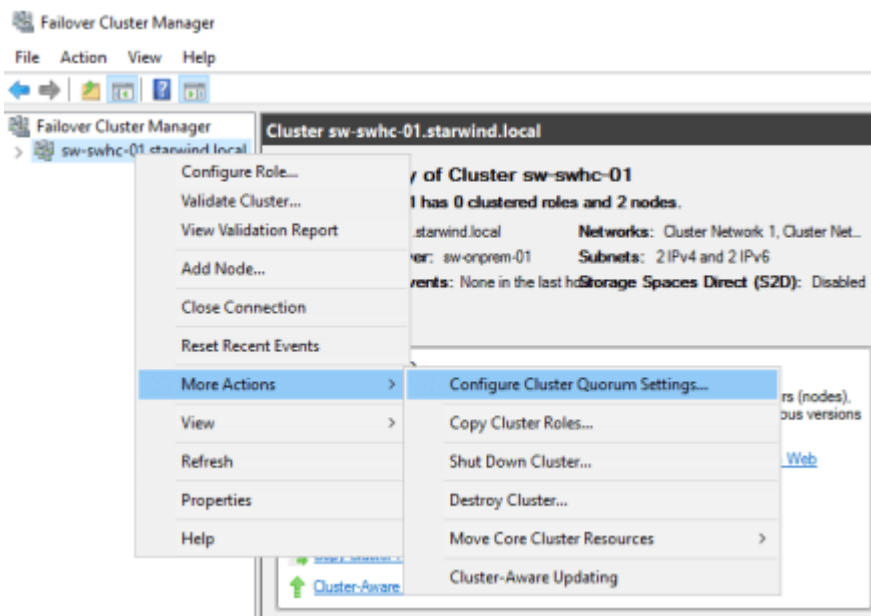 Failover Cluster Manager
File Action View Help
Failover Cluster Manager
sw-swhc-01.starwind.local
Cluster sw-swhc-01.starwind.local
y of Cluster sw-swhc-01
1 has 0 clustered roles and 2 nodes.
.starwind.local Networks: Cluster Network 1, Cluster Net...
ver: sw-onprem-01 Subnets: 2 IPv4 and 2 IPv6
vents: None in the last ho Storage Spaces Direct (S2D): Disabled
Configure Role...
Validate Cluster...
View Validation Report
Add Node...
Close Connection
Reset Recent Events
More Actions
View
Refresh
Properties
Help
Configure Cluster Quorum Settings...
Copy Cluster Roles...
Shut Down Cluster...
Destroy Cluster...
Move Core Cluster Resources
Cluster-Aware Updating
rs (nodes),
ous versions
Web
Copy Cluster
Cluster-Aware